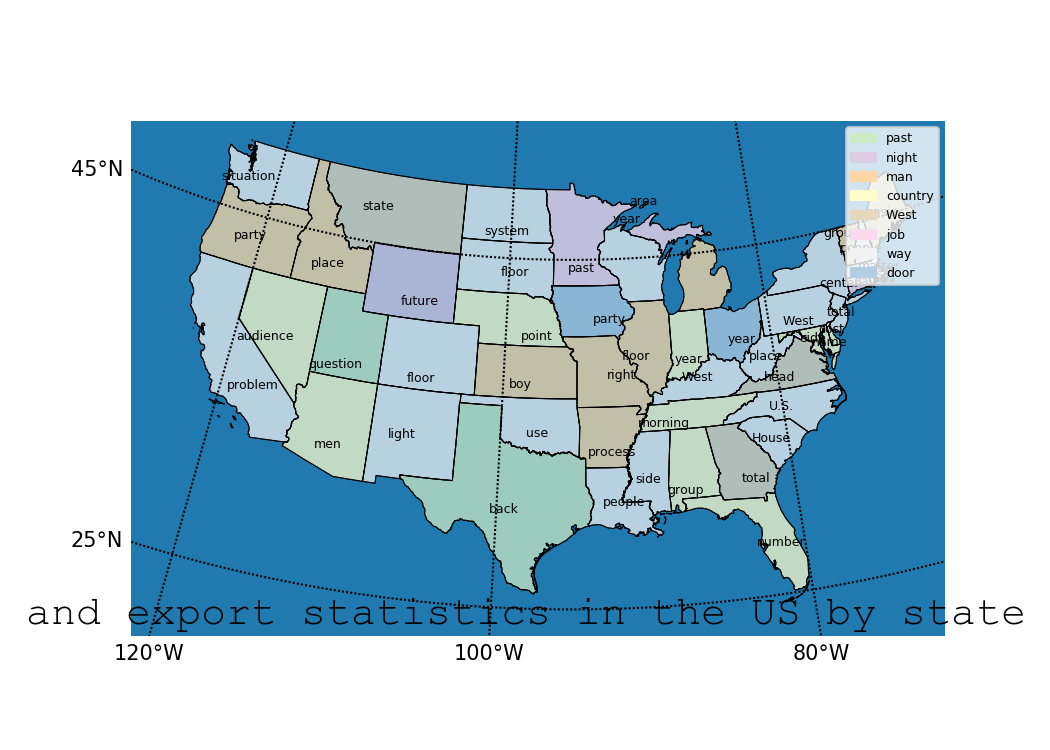 past
night
man
country
West
job
way
door
45°N
situation
area
state
year
party
system
place
floor
past
future
West
total
audience
point
party
year
question
floor
right
year
place
head
problem
floor
boy
West
U.S.
men
light
use
morning
House
process
side
total
people
group
back
number
25°N
and export statistics in the US by state
120°W
100°W
80°W